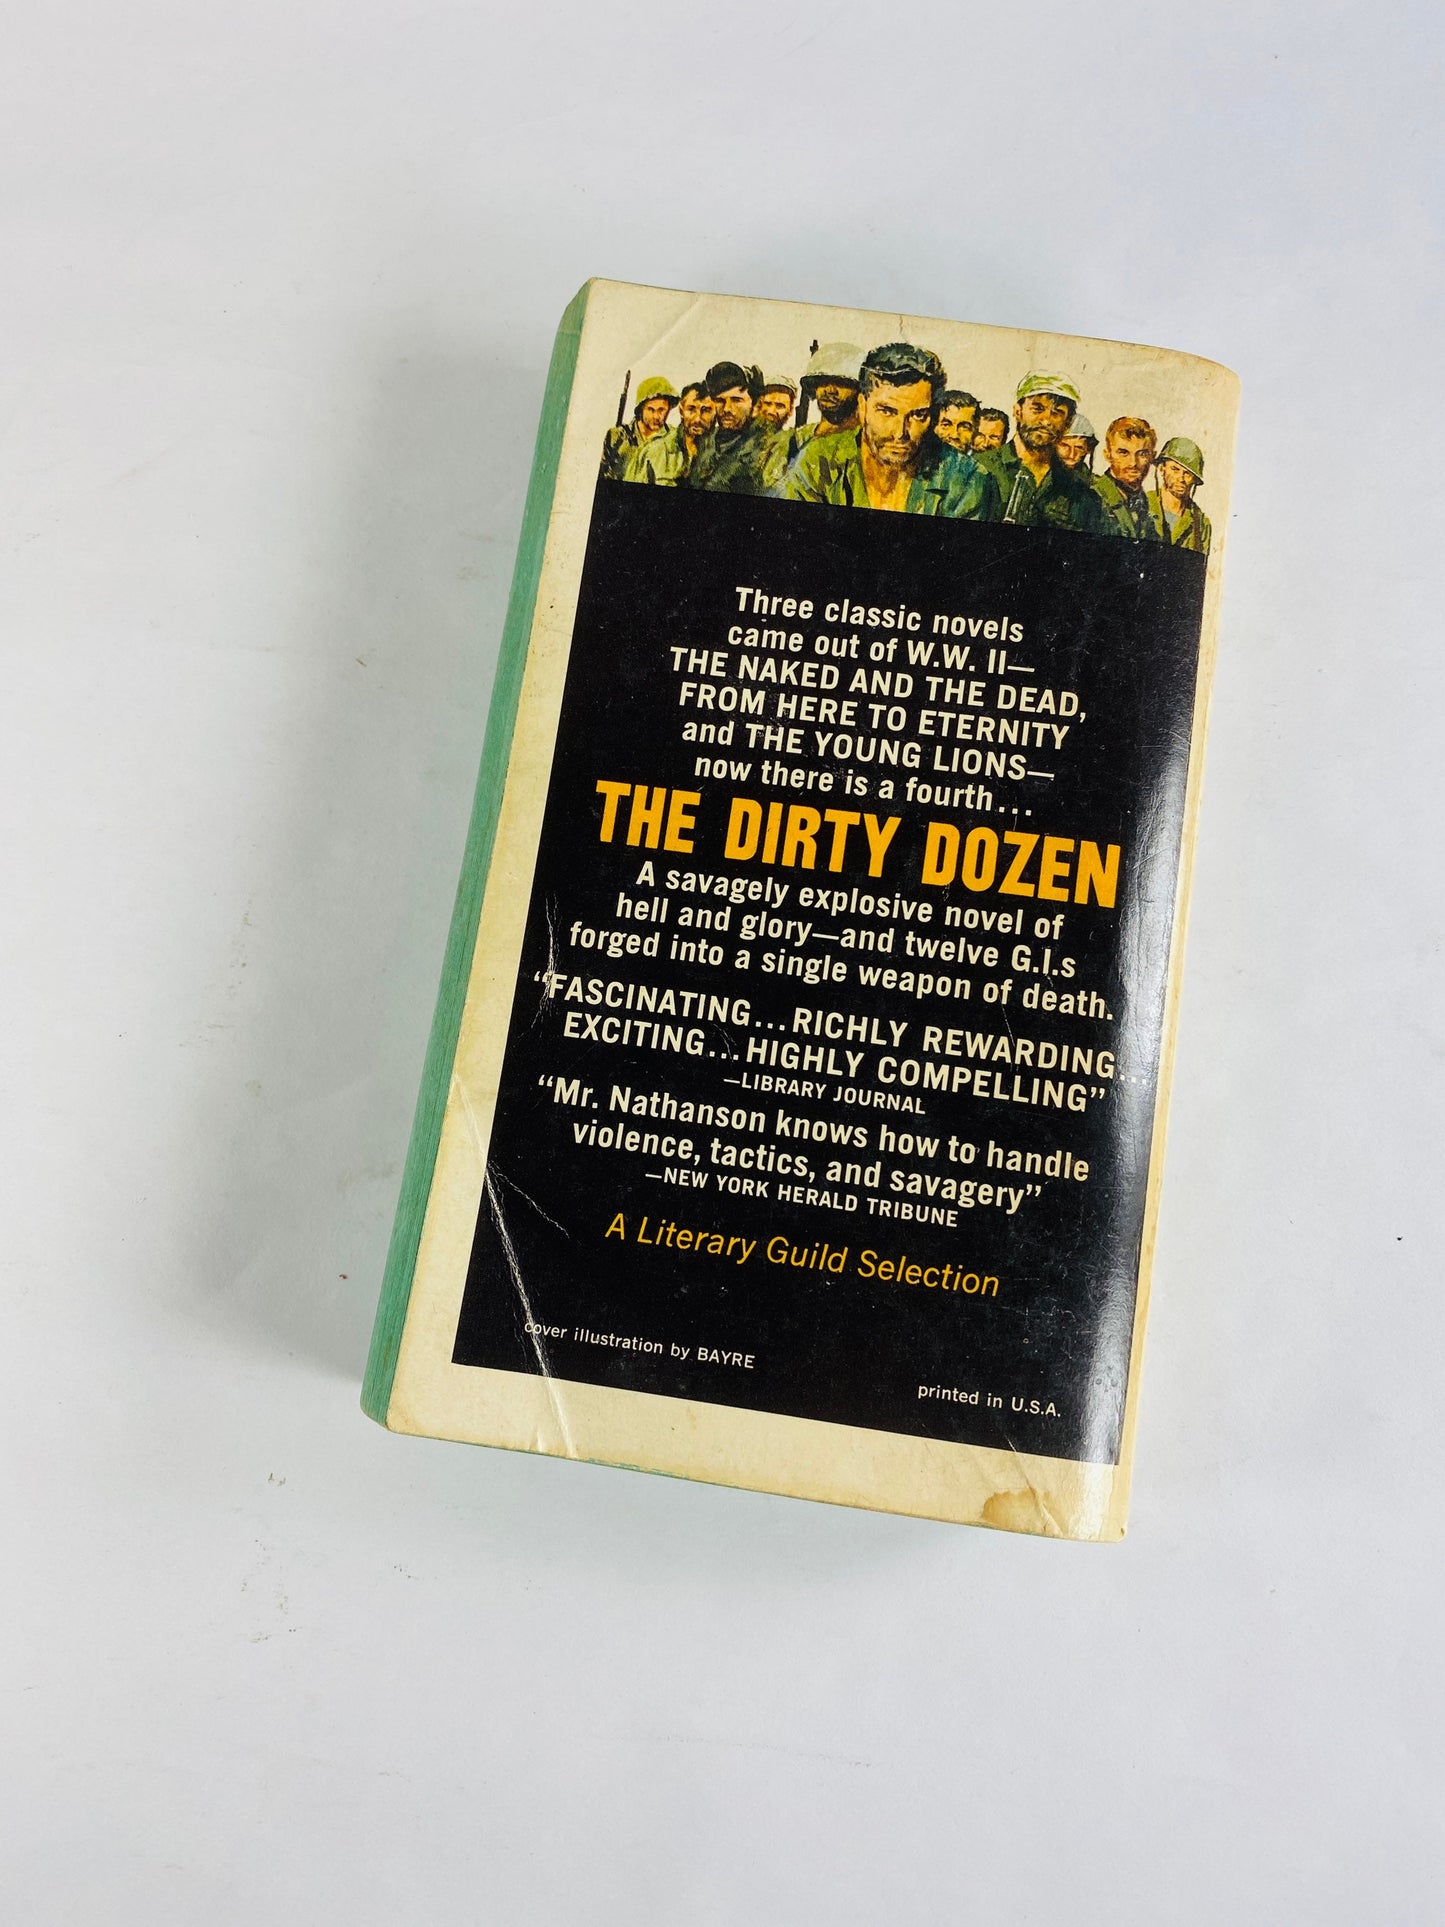 Three classic novels
came out of W.W. II—
THE NAKED AND THE DEAD,
FROM HERE TO ETERNITY
and THE YOUNG LIONS—
now there is a fourth...
THE DIRTY DOZEN
A savagely explosive novel of
hell and glory—and twelve G.I.s
forged into a single weapon of death.
“FASCINATING...RICHLY REWARDING...
EXCITING...HIGHLY COMPELLING”
—LIBRARY JOURNAL
“Mr. Nathanson knows how to handle
violence, tactics, and savagery”
—NEW YORK HERALD TRIBUNE
A Literary Guild Selection
cover illustration by BAYRE
printed in U.S.A.